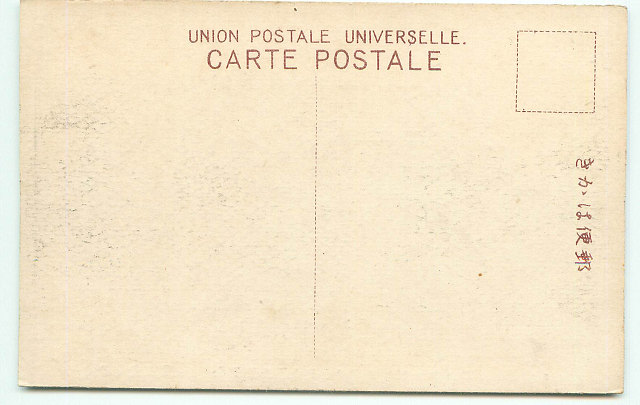 UNION POSTALE UNIVERSELLE.
CARTE POSTALE
郵便はかき